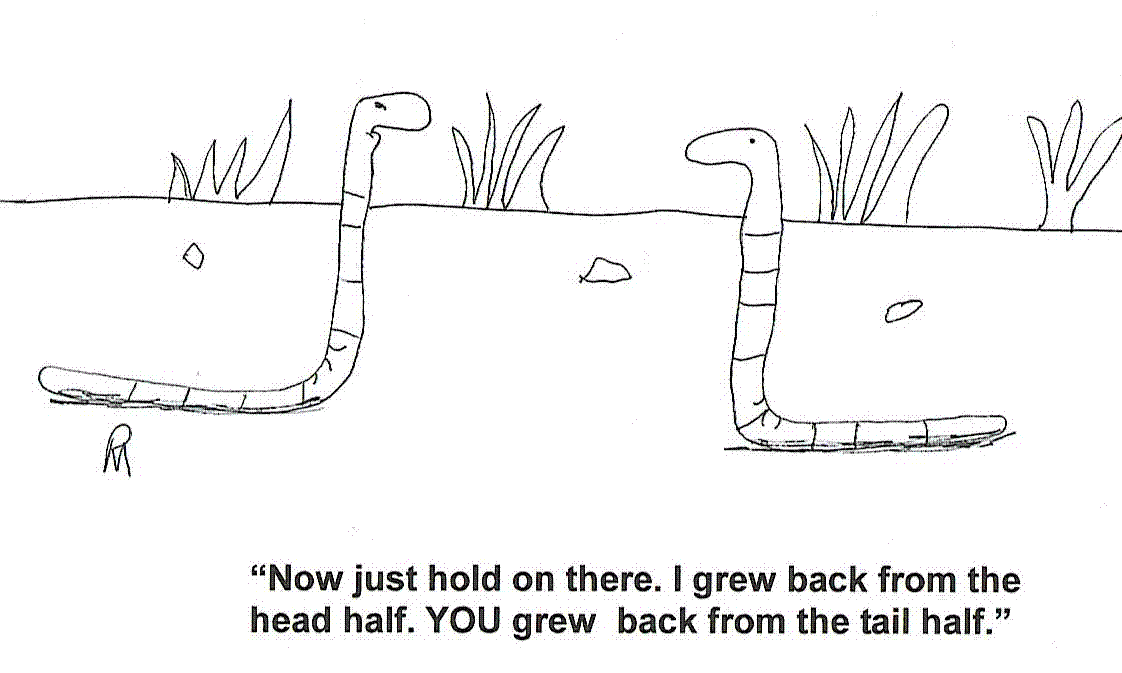 “Now just hold on there. I grew back from the
head half. YOU grew  back from the tail half.”